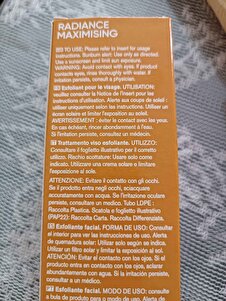 RADIANCE
MAXIMISING
TO USE: Please refer to insert for usage
instructions. Sunburn alert: Use only as directed.
Use a sunscreen and limit sun exposure.
WARNING: Avoid contact with eyes. If product
contacts eyes, rinse thoroughly with water. If
irritation persists, consult a physician.
Exfoliant pour le visage. UTILISATION:
veuillez consulter le Notice de l'insert pour les
instructions d'utilisation. Alerte aux coups de soleil :
utiliser uniquement selon les instructions. Utiliser un
écran solaire et limiter l'exposition au soleil.
AVERTISSEMENT : évitez tout contact avec les yeux.
En cas échéant, rincer abondamment à l'eau.
Si l'irritation persiste, consulter un médecin.
Trattamento viso esfoliante. UTILIZZO:
Consultare il foglietto illustrativo per il corretto
utilizzo. Rischio scottature: Usare solo come
indicato. Utilizzare una crema solare e limitare
l'esposizione al sole.
ATTENZIONE: Evitare il contatto con gli occhi.
Se il prodotto entra negli occhi, sciacquare
accuratamente con acqua. Se l'irritazione persiste,
consultare un medico. Tubo LDPE:
Raccolta Plastica. Scatola e foglietto illustrativo
(PAP22): Raccolta Carta. Raccolta Differenziata.
Exfoliante facial. FORMA DE USO: Consultar
el interior para ver las instrucciones de uso. Alerta
de quemaduras solar: Utilizar solo según se indica.
Utilizar un filtro solar y limitar la exposición al sol.
ATENCIÓN: Evitar el contacto con los ojos. Si el
producto entra en contacto con los ojos, aclarar
abundantemente con agua. Si la irritación persiste,
consultar a un médico.
Esfoliante facial. MODO DE USO: consulte
a bula de produto para o modo de usar. Alerta